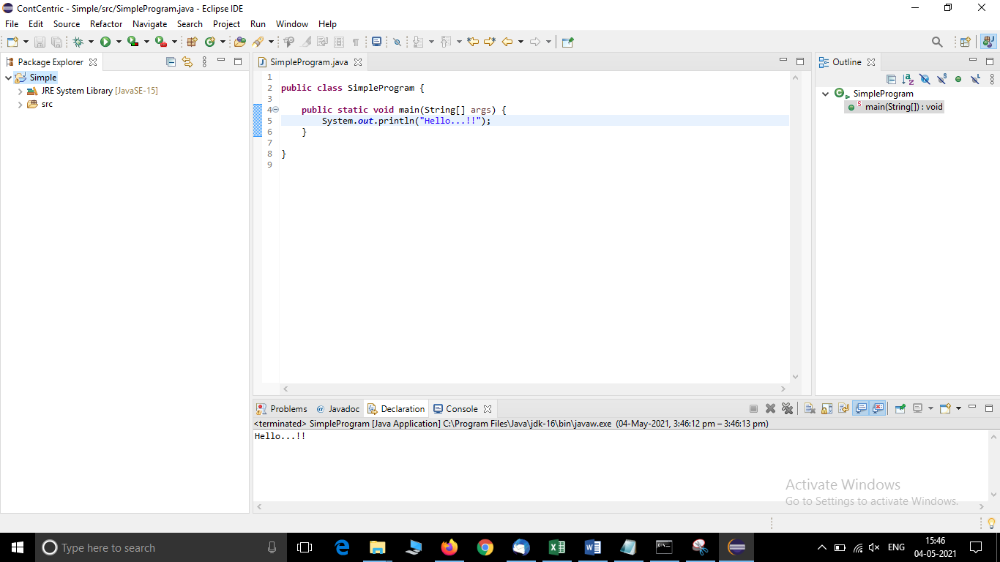 ContCentric - Simple/src/SimpleProgram.java - Eclipse IDE
File Edit Source Refactor Navigate Search Project Run Window Help
Package Explorer
Simple
JRE System Library [JavaSE-15]
src
SimpleProgram.java
1
2 public class SimpleProgram {
3
4 public static void main(String[] args) {
5 System.out.println("Hello...!!");
6 }
7
8 }
9
Outline
SimpleProgram
main(String[]) : void
Problems @ Javadoc Declaration Console
<terminated> SimpleProgram [Java Application] C:\Program Files\Java\jdk-16\bin\javaw.exe (04-May-2021, 3:46:12 pm – 3:46:13 pm)
Hello...!!
Activate Windows
Go to Settings to activate Windows.
Type here to search
ENG
15:46
04-05-2021